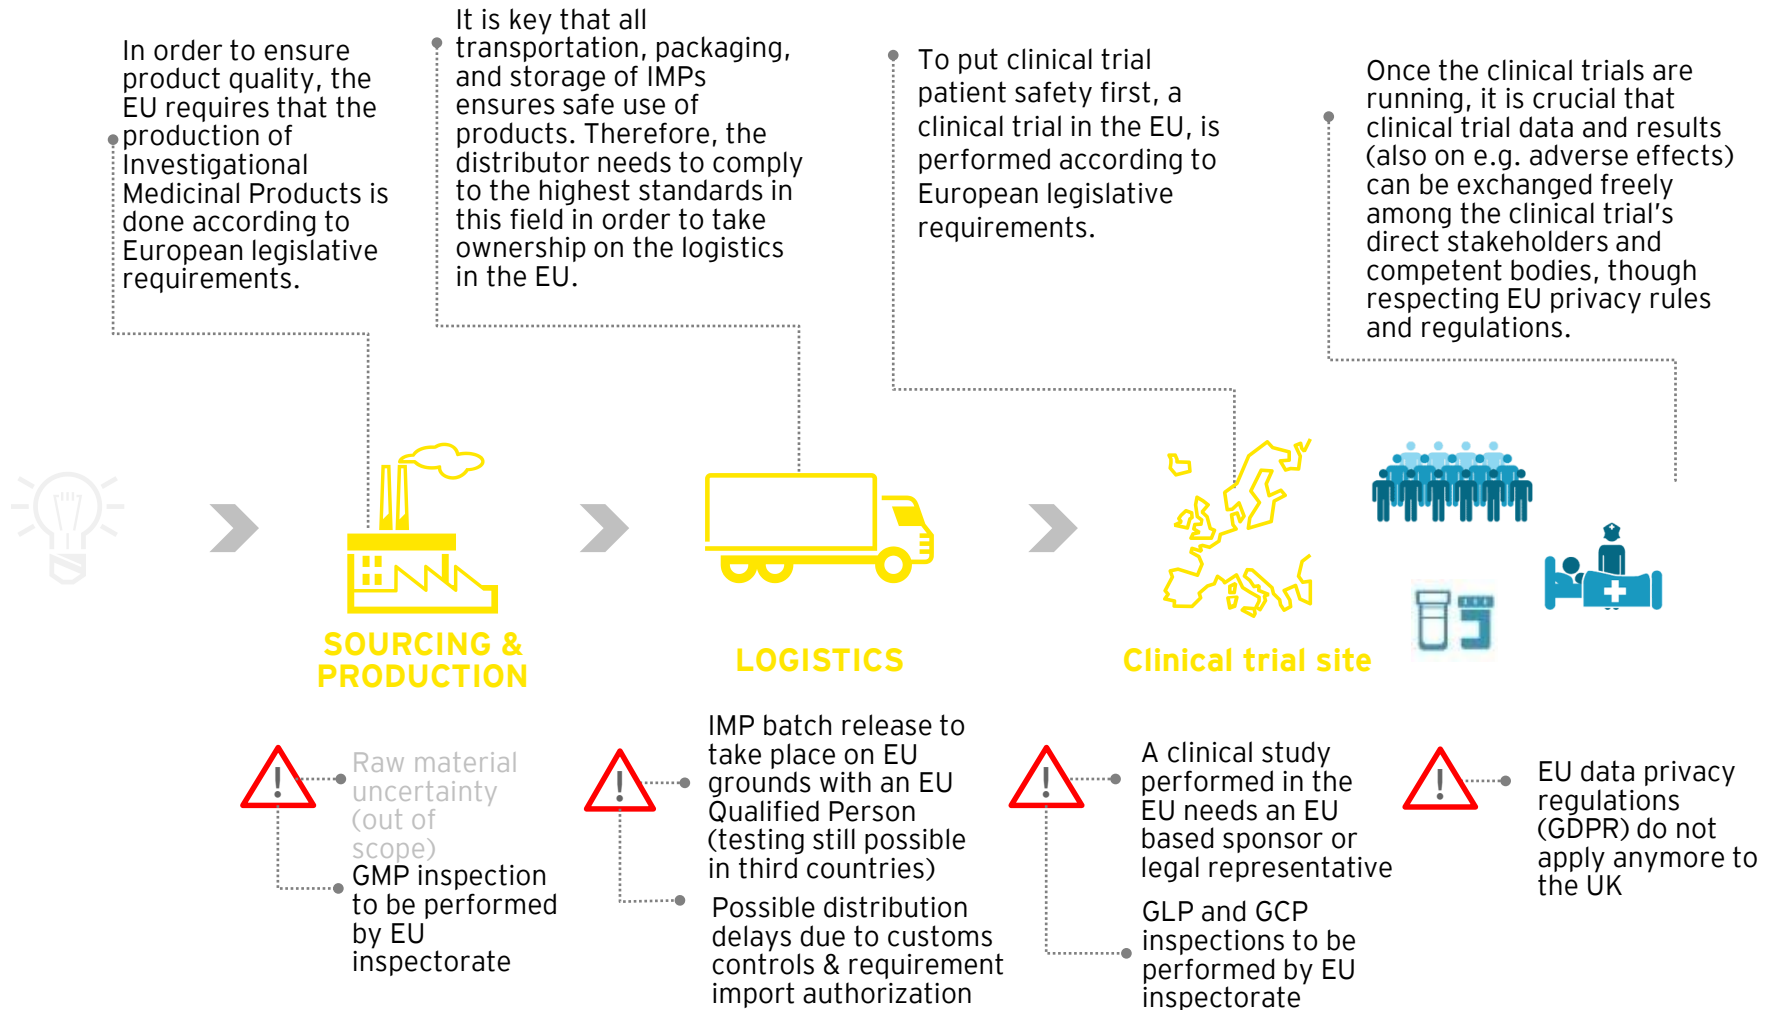 In order to ensure
product quality, the
EU requires that the
production of
Investigational
Medicinal Products is
done according to
European legislative
requirements.
It is key that all
transportation, packaging,
and storage of IMPs
ensures safe use of
products. Therefore, the
distributor needs to comply
to the highest standards in
this field in order to take
ownership on the logistics
in the EU.
To put clinical trial
patient safety first, a
clinical trial in the EU, is
performed according to
European legislative
requirements.
Once the clinical trials are
running, it is crucial that
clinical trial data and results
(also on e.g. adverse effects)
can be exchanged freely
among the clinical trial's
direct stakeholders and
competent bodies, though
respecting EU privacy rules
and regulations.
SOURCING &
PRODUCTION
LOGISTICS
Clinical trial site
!
Raw material
uncertainty
(out of
scope)
GMP inspection
to be performed
by EU
inspectorate
!
IMP batch release to
take place on EU
grounds with an EU
Qualified Person
(testing still possible
in third countries)
Possible distribution
delays due to customs
controls & requirement
import authorization
!
A clinical study
performed in the
EU needs an EU
based sponsor or
legal representative
GLP and GCP
inspections to be
performed by EU
inspectorate
!
EU data privacy
regulations
(GDPR) do not
apply anymore to
the UK